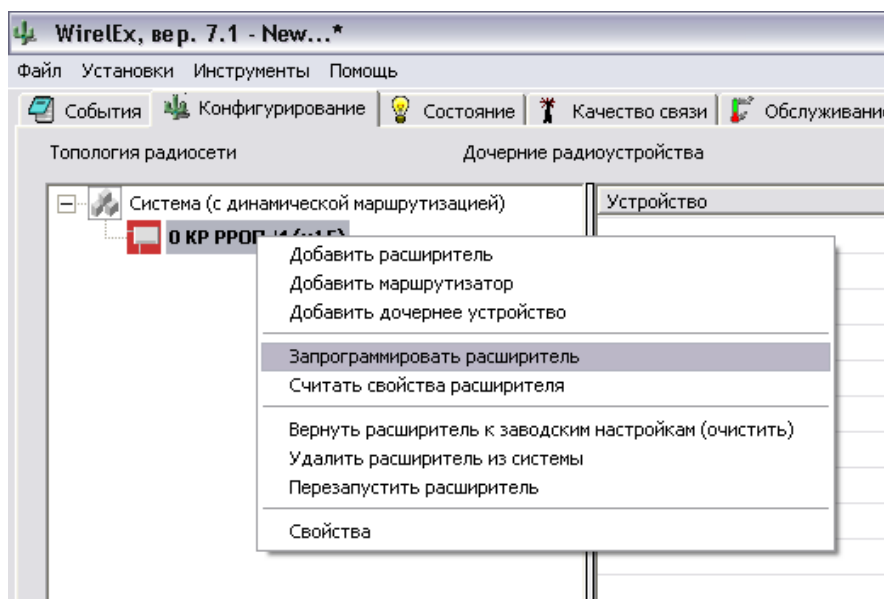 WirelEx, вер. 7.1 - New...*
Файл Установки Инструменты Помощь
События Конфигурирование Состояние Качество связи Обслуживание
Топология радиосети Дочерние радиоустройства
Система (с динамической маршрутизацией) Устройство
0 КР РРОП
Добавить расширитель
Добавить маршрутизатор
Добавить дочернее устройство
Запрограммировать расширитель
Считать свойства расширителя
Вернуть расширитель к заводским настройкам (очистить)
Удалить расширитель из системы
Перезапустить расширитель
Свойства